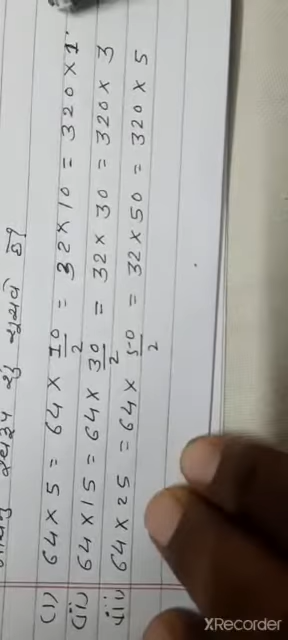 (i) 64 × 5 = 64 × 10/2 = 32 × 10 = 320 × 1
(ii) 64 × 15 = 64 × 30/2 = 32 × 30 = 320 × 3
(iii) 64 × 25 = 64 × 50/2 = 32 × 50 = 320 × 5
XRecorder